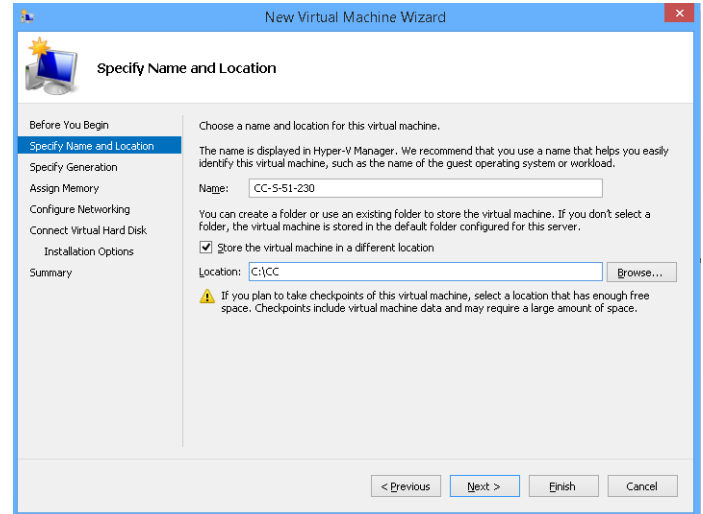 New Virtual Machine Wizard
Specify Name and Location
Before You Begin
Specify Name and Location
Specify Generation
Assign Memory
Configure Networking
Connect Virtual Hard Disk
Installation Options
Summary
Choose a name and location for this virtual machine.
The name is displayed in Hyper-V Manager. We recommend that you use a name that helps you easily
identify this virtual machine, such as the name of the guest operating system or workload.
Name: CC-S-51-230
You can create a folder or use an existing folder to store the virtual machine. If you don't select a
folder, the virtual machine is stored in the default folder configured for this server.
Store the virtual machine in a different location
Location: C:\CC Browse...
If you plan to take checkpoints of this virtual machine, select a location that has enough free
space. Checkpoints include virtual machine data and may require a large amount of space.
< Previous Next > Finish Cancel